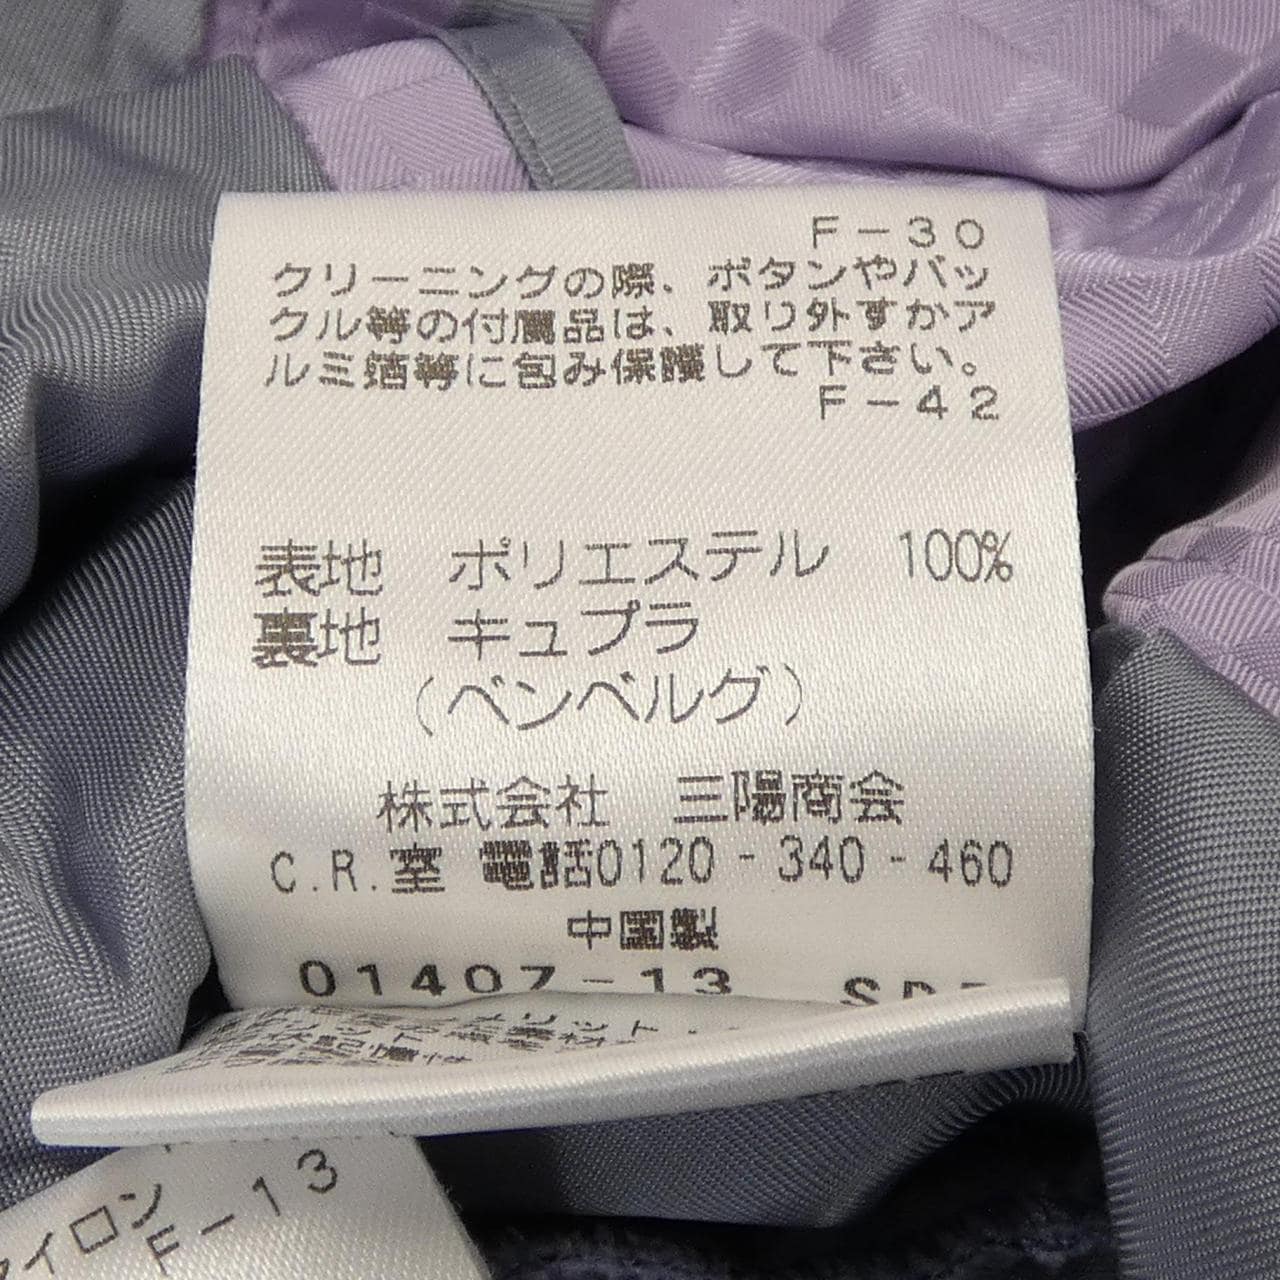 F－30
クリーニングの際、ボタンやバッ
クル等の付属品は、取り外すかア
ルミ箔等に包み保護して下さい。
F－42
表地 ポリエステル 100%
裏地 キュプラ
(ベンベルグ)
株式会社 三陽商会
C.R.室 電話0120-340-460
中国製
01407-13
アイロン
F－13